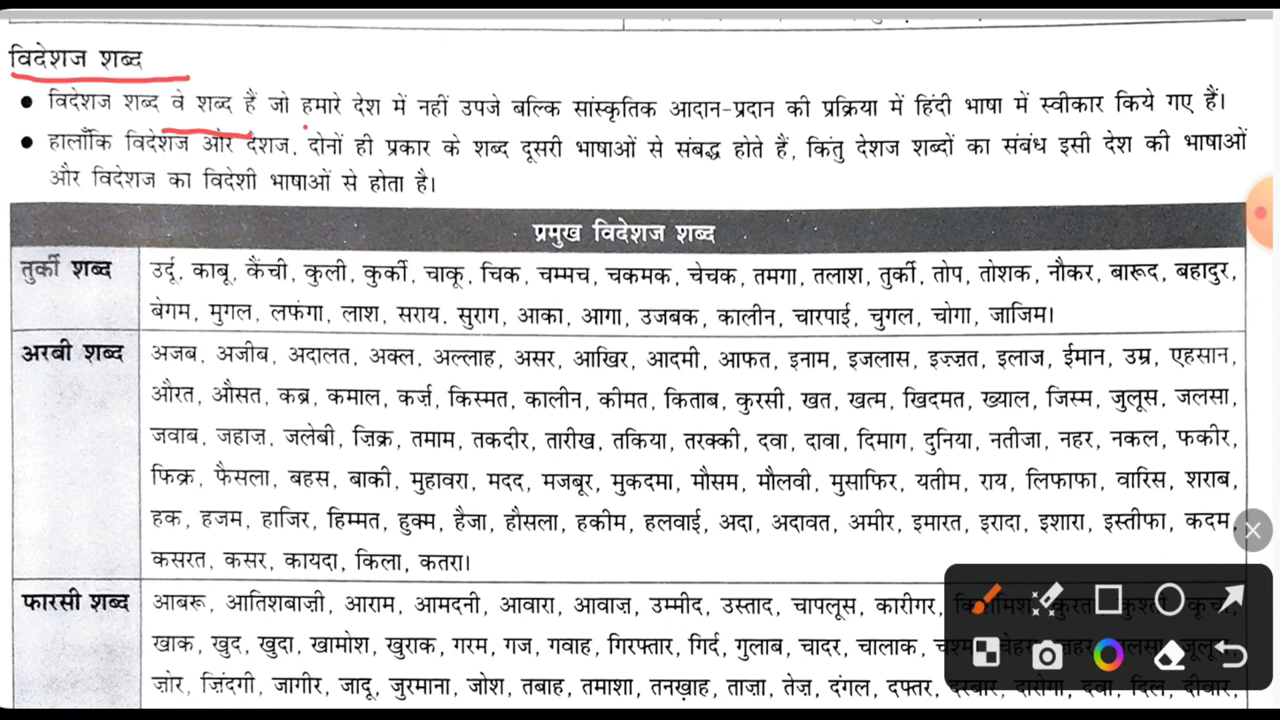 विदेशज शब्द
● विदेशज शब्द वे शब्द हैं जो हमारे देश में नहीं उपजे बल्कि सांस्कृतिक आदान-प्रदान की प्रक्रिया में हिंदी भाषा में स्वीकार किये गए हैं।
● हालाँकि विदेशज और देशज, दोनों ही प्रकार के शब्द दूसरी भाषाओं से संबद्ध होते हैं, किंतु देशज शब्दों का संबंध इसी देश की भाषाओं
और विदेशज का विदेशी भाषाओं से होता है।
प्रमुख विदेशज शब्द
तुर्की शब्द उर्दू, काबू, कैंची, कुली, कुर्की, चाकू, चिक, चम्मच, चकमक, चेचक, तमगा, तलाश, तुर्की, तोप, तोशक, नौकर, बारूद, बहादुर,
बेगम, मुगल, लफंगा, लाश, सराय. सुराग, आका, आगा, उजबक, कालीन, चारपाई, चुगल, चोगा, जाजिम।
अरबी शब्द अजब, अजीब, अदालत, अक्ल, अल्लाह, असर, आखिर, आदमी, आफत, इनाम, इजलास, इज़्ज़त, इलाज, ईमान, उम्र, एहसान,
औरत, औसत, कब्र, कमाल, कर्ज़, किस्मत, कालीन, कीमत, किताब, कुरसी, खत, खत्म, खिदमत, ख्याल, जिस्म, जुलूस, जलसा,
जवाब, जहाज़, जलेबी, ज़िक्र, तमाम, तकदीर, तारीख, तकिया, तरक्की, दवा, दावा, दिमाग, दुनिया, नतीजा, नहर, नकल, फकीर,
फिक्र, फैसला, बहस, बाकी, मुहावरा, मदद, मजबूर, मुकदमा, मौसम, मौलवी, मुसाफिर, यतीम, राय, लिफाफा, वारिस, शराब,
हक, हजम, हाजिर, हिम्मत, हुक्म, हैजा, हौसला, हकीम, हलवाई, अदा, अदावत, अमीर, इमारत, इरादा, इशारा, इस्तीफा, कदम,
कसरत, कसर, कायदा, किला, कतरा।
फारसी शब्द आबरू, आतिशबाज़ी, आराम, आमदनी, आवारा, आवाज़, उम्मीद, उस्ताद, चापलूस, कारीगर, किशमिश, कुरता, कुश्ती, कूचा,
खाक, खुद, खुदा, खामोश, खुराक, गरम, गज, गवाह, गिरफ्तार, गिर्द, गुलाब, चादर, चालाक, चश्मा, चेहरा,
ज़ोर, ज़िंदगी, जागीर, जादू, जुरमाना, जोश, तबाह, तमाशा, तनख़्वाह, ताज़ा, तेज़, दंगल, दफ्तर, दरबार, दारोगा, दवा, दिल, दीवार,